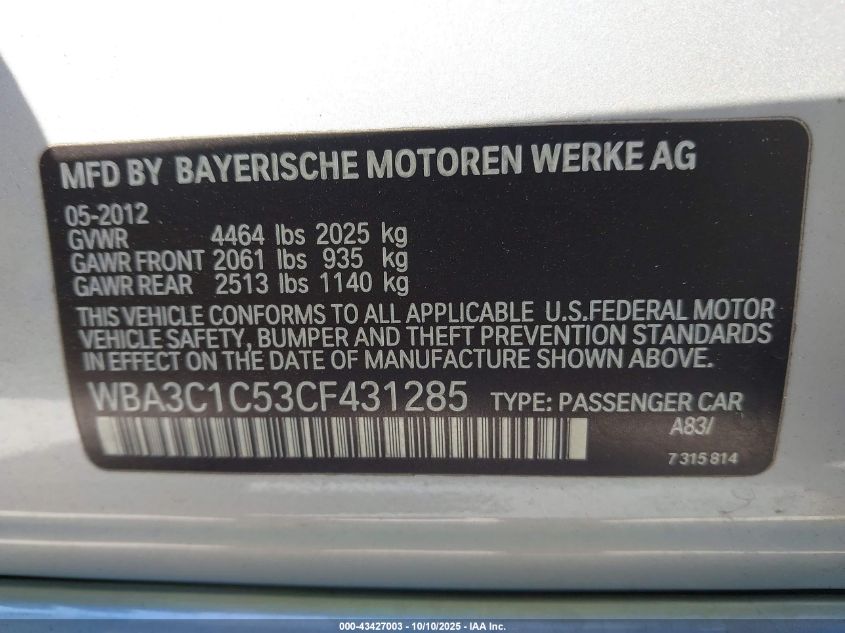 MFD BY BAYERISCHE MOTOREN WERKE AG
05-2012
GVWR 4464 lbs 2025 kg
GAWR FRONT 2061 lbs 935 kg
GAWR REAR 2513 lbs 1140 kg
THIS VEHICLE CONFORMS TO ALL APPLICABLE U.S.FEDERAL MOTOR
VEHICLE SAFETY, BUMPER AND THEFT PREVENTION STANDARDS
IN EFFECT ON THE DATE OF MANUFACTURE SHOWN ABOVE.
WBA3C1C53CF431285 TYPE: PASSENGER CAR
A83/
7 315 814
000-43427003 - 10/10/2025 - IAA Inc.